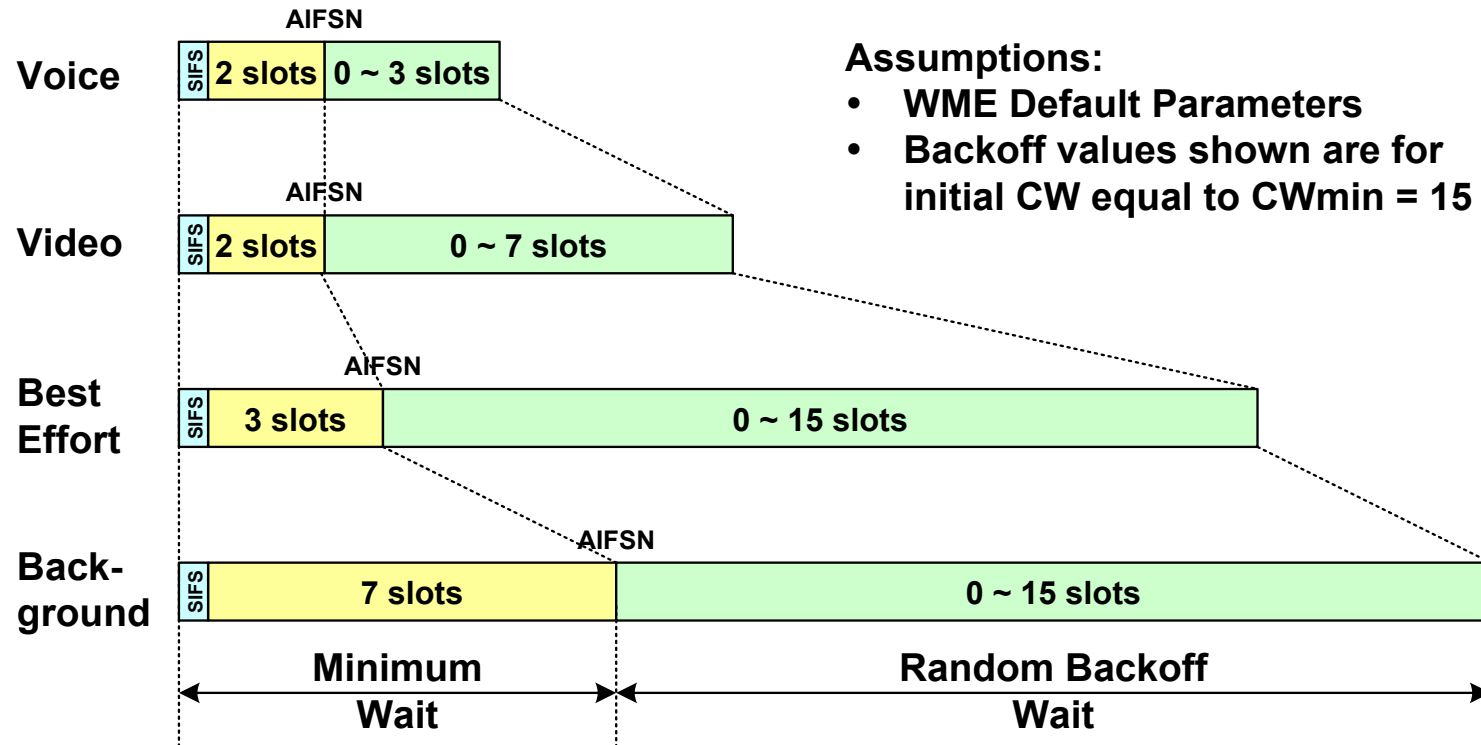 AIFSN
Voice
SIFS
2 slots
0 ~ 3 slots
Assumptions:
• WME Default Parameters
• Backoff values shown are for
initial CW equal to CWmin = 15
AIFSN
Video
SIFS
2 slots
0 ~ 7 slots
AIFSN
Best
Effort
SIFS
3 slots
0 ~ 15 slots
AIFSN
Back-
ground
SIFS
7 slots
0 ~ 15 slots
Minimum
Wait
Random Backoff
Wait